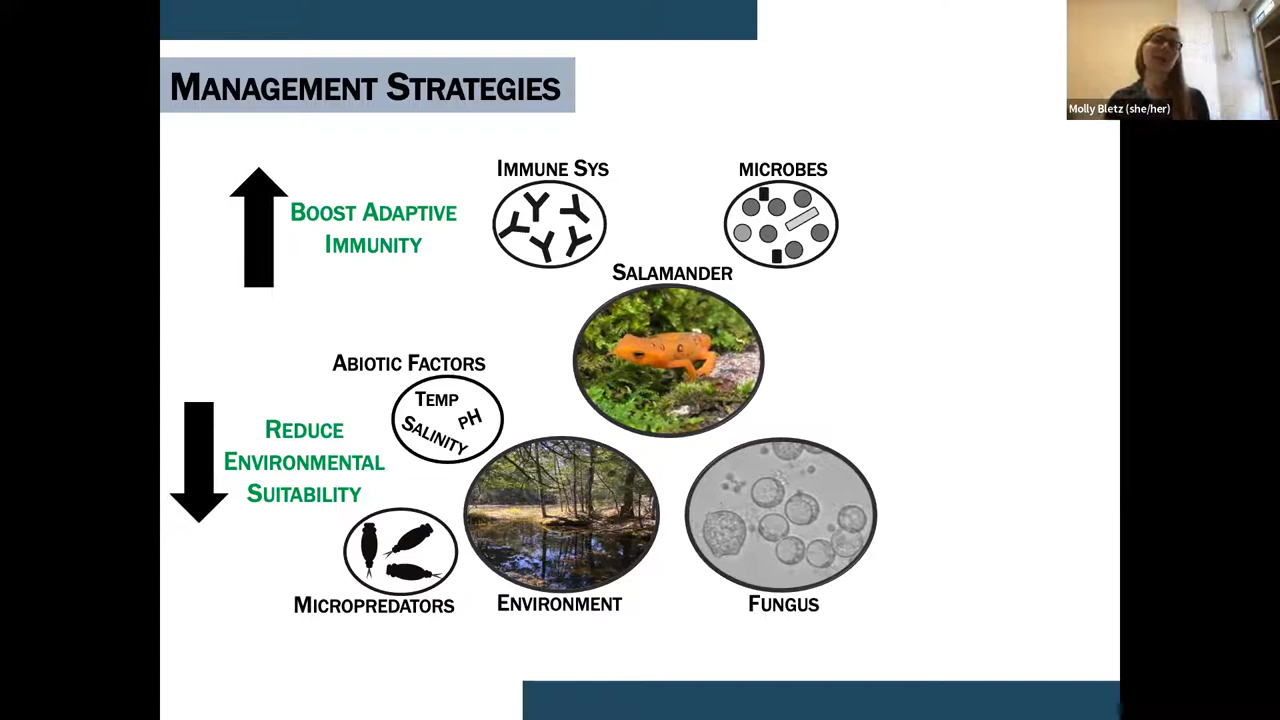 MANAGEMENT STRATEGIES
Molly Bletz (she/her)
IMMUNE SYS
MICROBES
BOOST ADAPTIVE
IMMUNITY
SALAMANDER
ABIOTIC FACTORS
TEMP
PH
SALINITY
REDUCE
ENVIRONMENTAL
SUITABILITY
MICROPREDATORS
ENVIRONMENT
FUNGUS